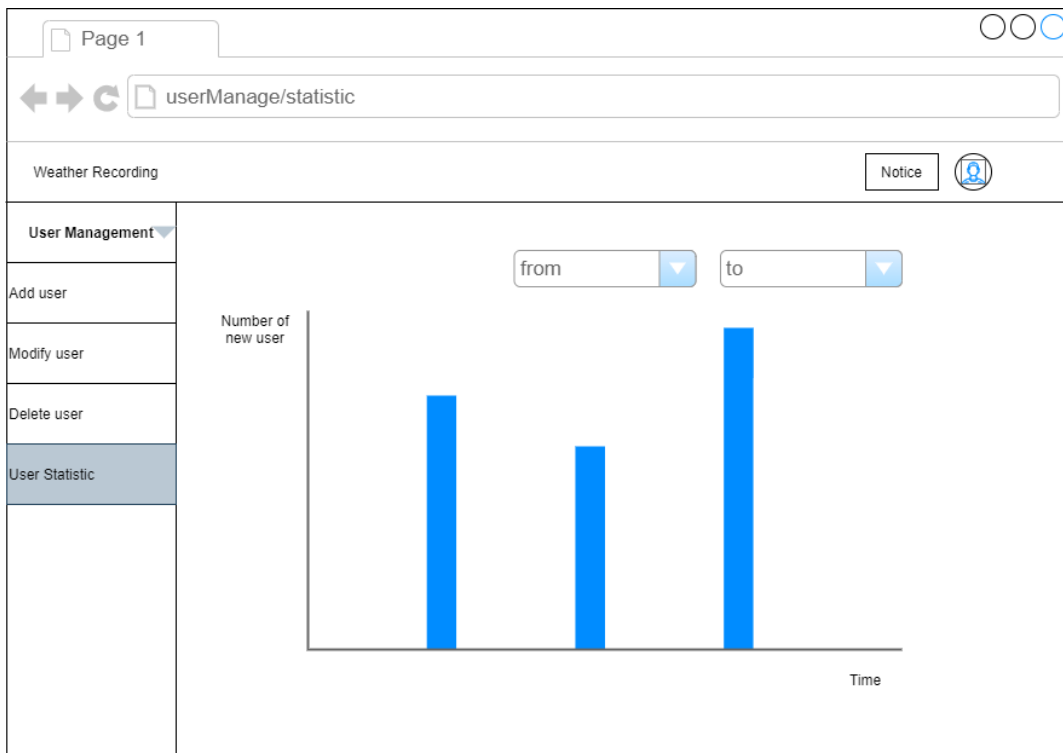 Page 1
userManage/statistic
Weather Recording
Notice
User Management
Add user
Modify user
Delete user
User Statistic
from
to
Number of
new user
Time